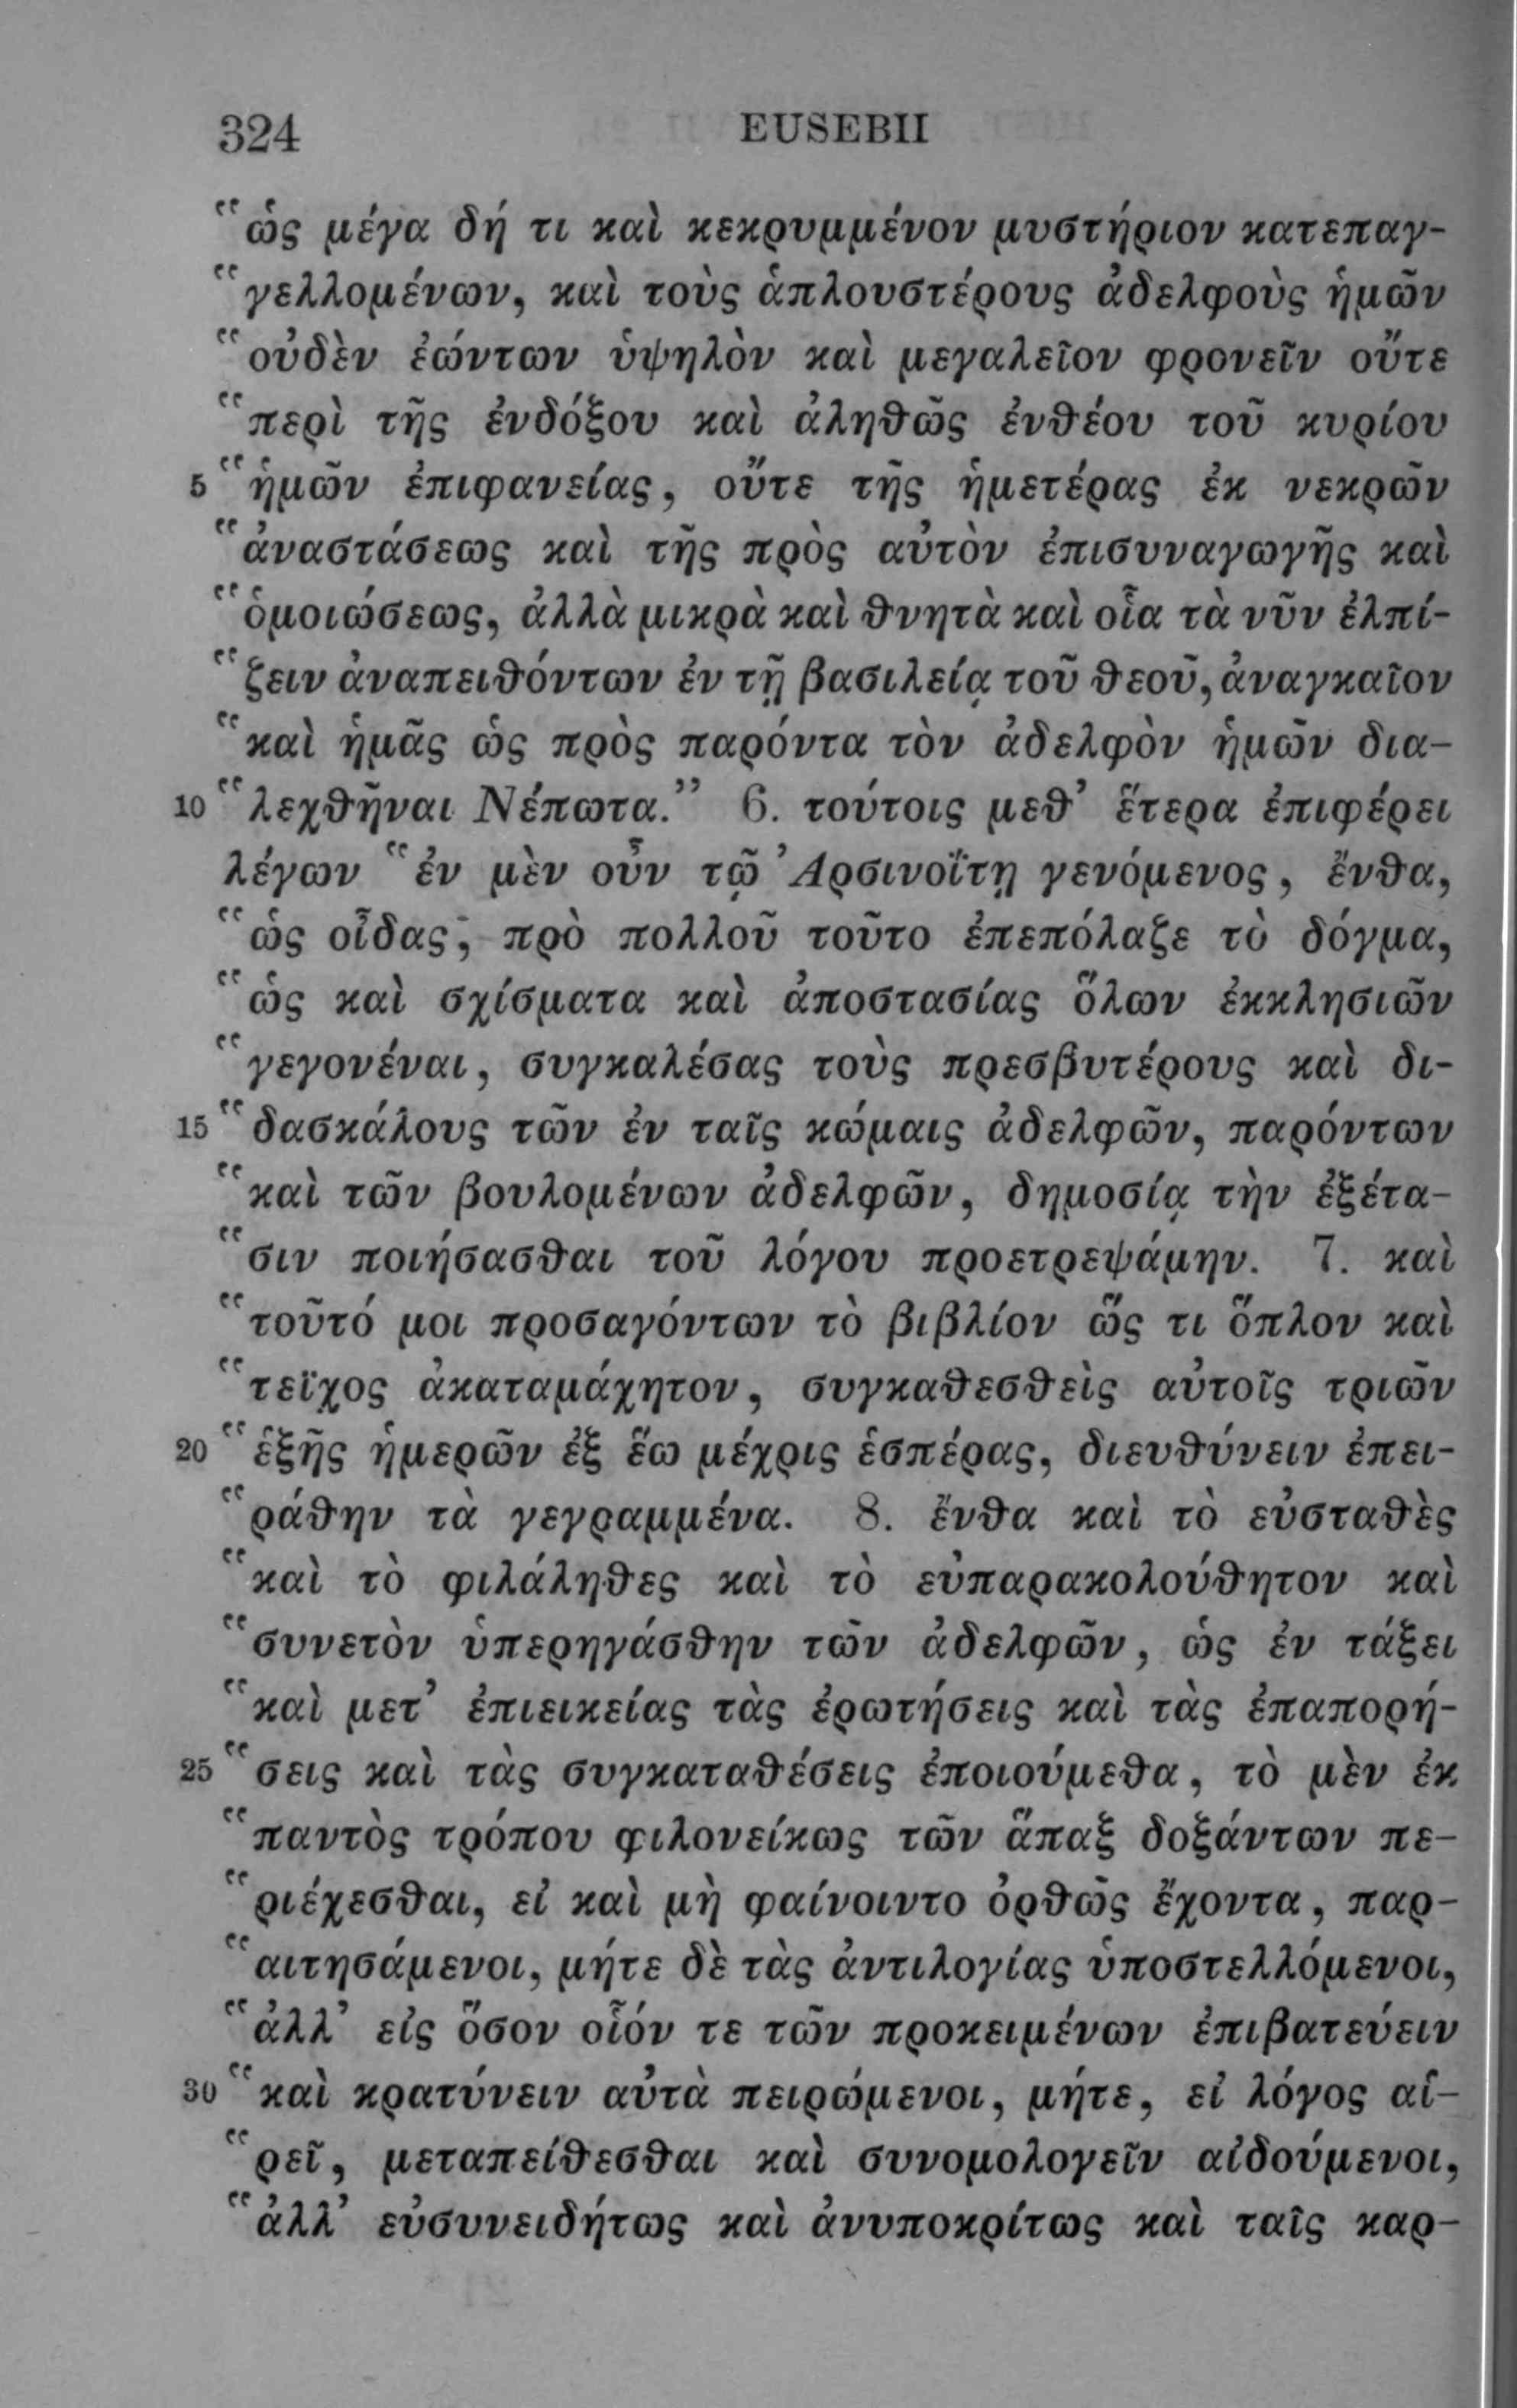 324 EUSEBII
“ὡς μέγα δή τι καὶ κεκρυμμένον μυστήριον κατεπαγ-
“γελλομένων, καὶ τοὺς ἁπλουστέρους ἀδελφοὺς ἡμῶν
“οὐδὲν ἐώντων ὑψηλὸν καὶ μεγαλεῖον φρονεῖν οὔτε
“περὶ τῆς ἐνδόξου καὶ ἀληθῶς ἐνθέου τοῦ κυρίου
5 “ἡμῶν ἐπιφανείας, οὔτε τῆς ἡμετέρας ἐκ νεκρῶν
“ἀναστάσεως καὶ τῆς πρὸς αὐτὸν ἐπισυναγωγῆς καὶ
“ὁμοιώσεως, ἀλλὰ μικρὰ καὶ θνητὰ καὶ οἷα τὰ νῦν ἐλπί-
“ζειν ἀναπειθόντων ἐν τῇ βασιλείᾳ τοῦ θεοῦ, ἀναγκαῖον
“καὶ ἡμᾶς ὡς πρὸς παρόντα τὸν ἀδελφὸν ἡμῶν δια-
10 “λεχθῆναι Νέπωτα.” 6. τούτοις μεθ’ ἕτερα ἐπιφέρει
λέγων “ἐν μὲν οὖν τῷ Ἀρσινοΐτῃ γενόμενος, ἔνθα,
“ὡς οἶδας, πρὸ πολλοῦ τοῦτο ἐπεπόλαζε τὸ δόγμα,
“ὡς καὶ σχίσματα καὶ ἀποστασίας ὅλων ἐκκλησιῶν
“γεγονέναι, συγκαλέσας τοὺς πρεσβυτέρους καὶ δι-
15 “δασκάλους τῶν ἐν ταῖς κώμαις ἀδελφῶν, παρόντων
“καὶ τῶν βουλομένων ἀδελφῶν, δημοσίᾳ τὴν ἐξέτα-
“σιν ποιήσασθαι τοῦ λόγου προετρεψάμην. 7. καὶ
“τοῦτό μοι προσαγόντων τὸ βιβλίον ὥς τι ὅπλον καὶ
“τεῖχος ἀκαταμάχητον, συγκαθεσθεὶς αὐτοῖς τριῶν
20 “ἑξῆς ἡμερῶν ἐξ ἕω μέχρις ἑσπέρας, διευθύνειν ἐπει-
“ράθην τὰ γεγραμμένα. 8. ἔνθα καὶ τὸ εὐσταθὲς
“καὶ τὸ φιλάληθες καὶ τὸ εὐπαρακολούθητον καὶ
“συνετὸν ὑπερηγάσθην τῶν ἀδελφῶν, ὡς ἐν τάξει
“καὶ μετ’ ἐπιεικείας τὰς ἐρωτήσεις καὶ τὰς ἐπαπορή-
25 “σεις καὶ τὰς συγκαταθέσεις ἐποιούμεθα, τὸ μὲν ἐκ
“παντὸς τρόπου φιλονείκως τῶν ἅπαξ δοξάντων πε-
“ριέχεσθαι, εἰ καὶ μὴ φαίνοιντο ὀρθῶς ἔχοντα, παρ-
“αιτησάμενοι, μήτε δὲ τὰς ἀντιλογίας ὑποστελλόμενοι,
“ἀλλ’ εἰς ὅσον οἷόν τε τῶν προκειμένων ἐπιβατεύειν
30 “καὶ κρατύνειν αὐτὰ πειρώμενοι, μήτε, εἰ λόγος αἱ-
“ρεῖ, μεταπείθεσθαι καὶ συνομολογεῖν αἰδούμενοι,
“ἀλλ’ εὐσυνειδήτως καὶ ἀνυποκρίτως καὶ ταῖς καρ-